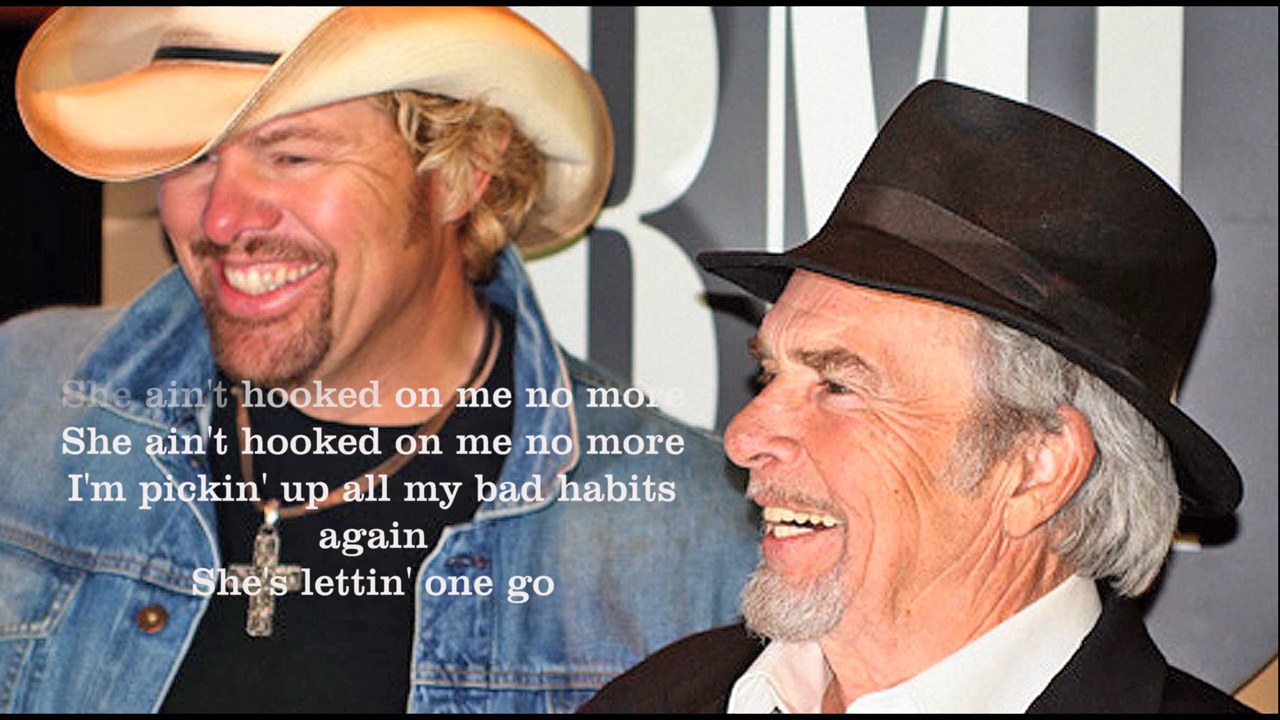 BMI
She ain't hooked on me no more
She ain't hooked on me no more
I'm pickin' up all my bad habits
again
She's lettin' one go